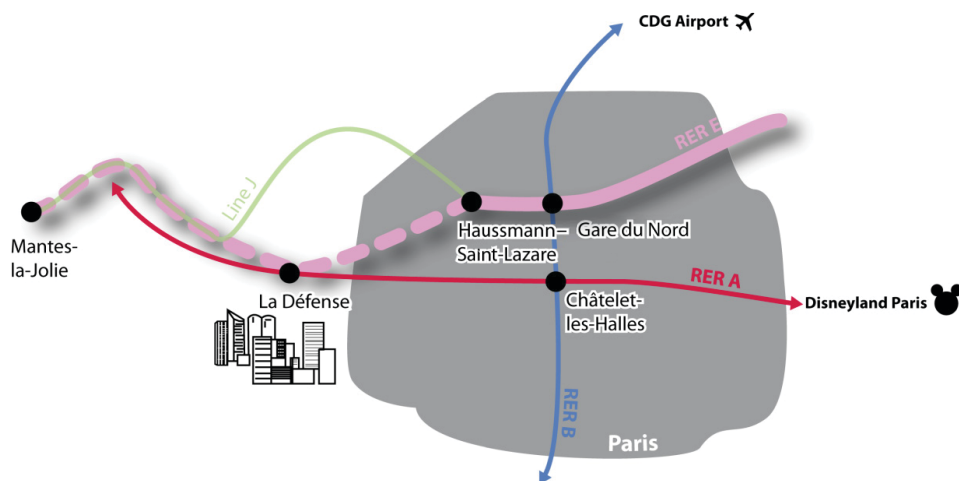 CDG Airport
RER E
Line J
Mantes-
la-Jolie
Haussmann–
Saint-Lazare
Gare du Nord
La Défense
RER A
Châtelet-
les-Halles
Disneyland Paris
RER B
Paris